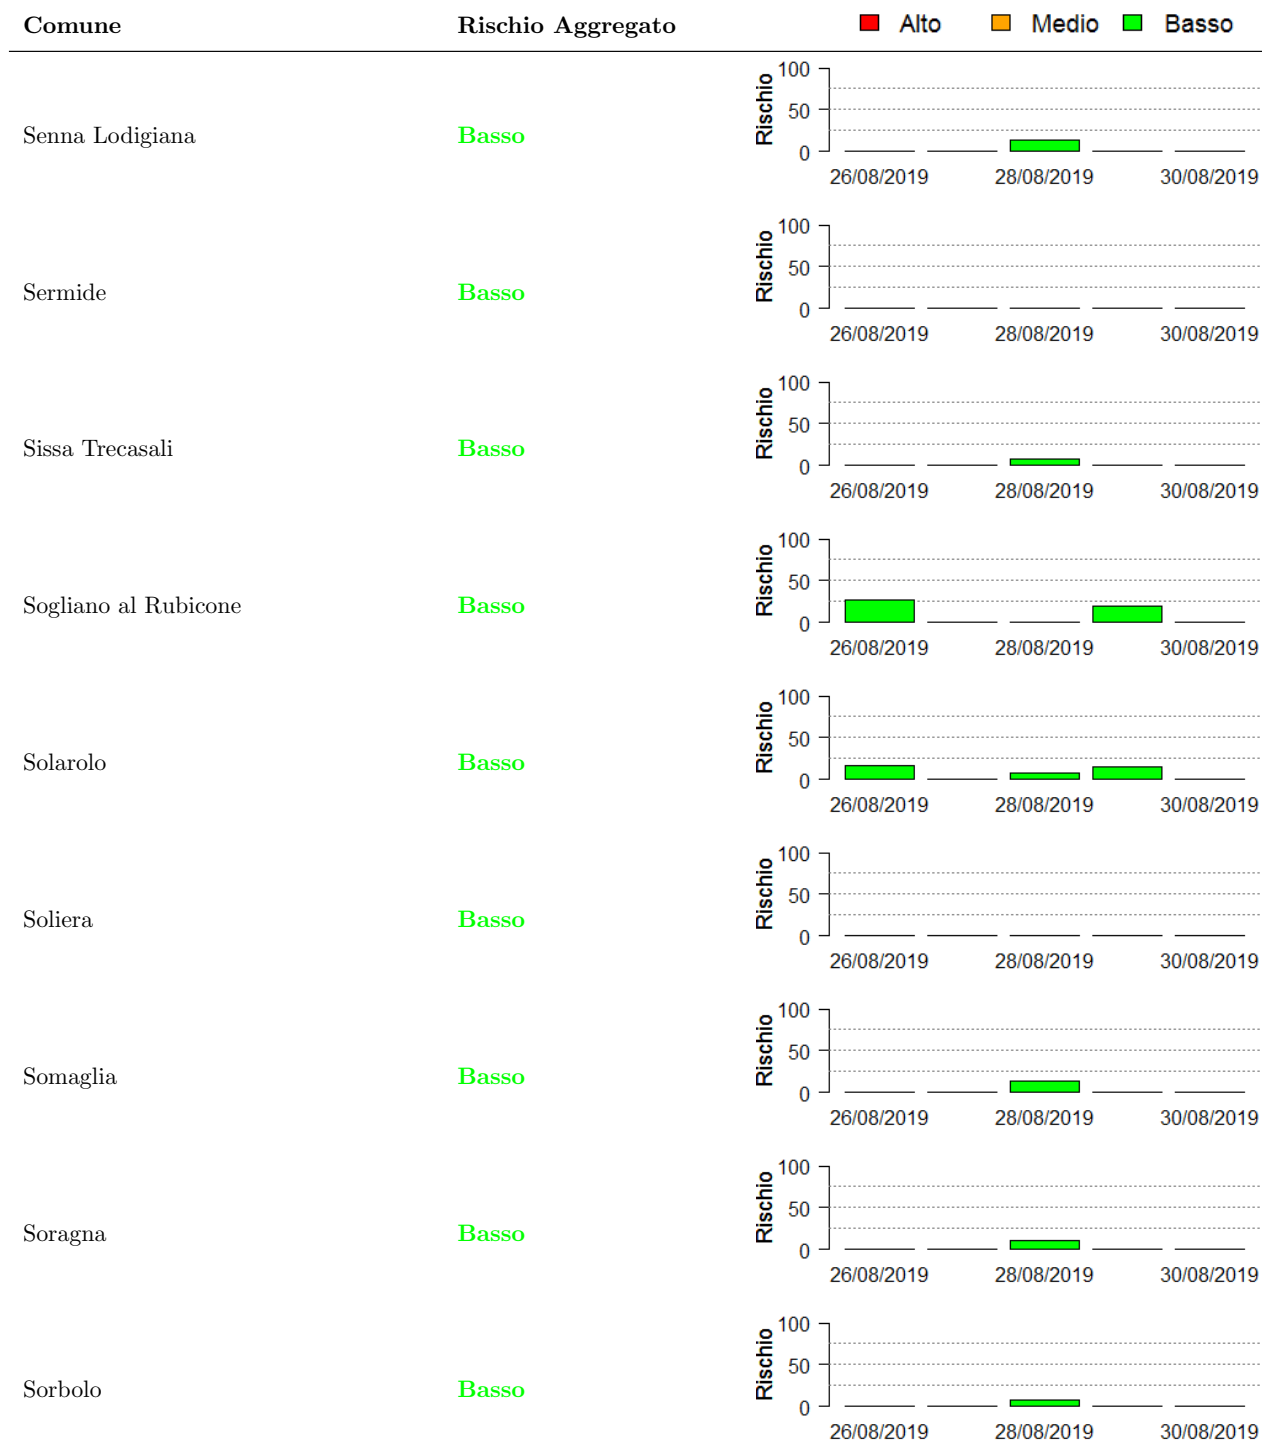 Comune Rischio Aggregato Alto Medio Basso
100
50
0
Rischio
Senna Lodigiana Basso
26/08/2019 28/08/2019 30/08/2019
100
50
0
Rischio
Sermide Basso
26/08/2019 28/08/2019 30/08/2019
100
50
0
Rischio
Sissa Trecasali Basso
26/08/2019 28/08/2019 30/08/2019
100
50
0
Rischio
Sogliano al Rubicone Basso
26/08/2019 28/08/2019 30/08/2019
100
50
0
Rischio
Solarolo Basso
26/08/2019 28/08/2019 30/08/2019
100
50
0
Rischio
Soliera Basso
26/08/2019 28/08/2019 30/08/2019
100
50
0
Rischio
Somaglia Basso
26/08/2019 28/08/2019 30/08/2019
100
50
0
Rischio
Soragna Basso
26/08/2019 28/08/2019 30/08/2019
100
50
0
Rischio
Sorbolo Basso
26/08/2019 28/08/2019 30/08/2019